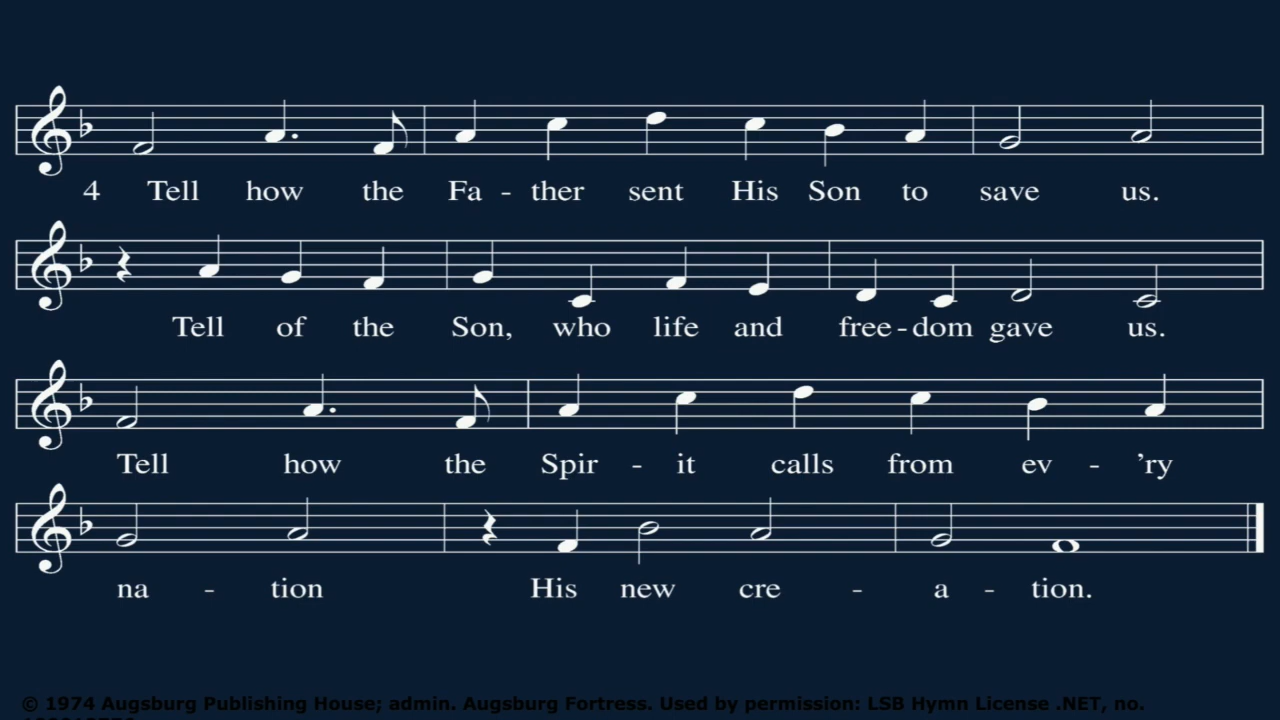 4 Tell how the Fa - ther sent His Son to save us.
Tell of the Son, who life and free - dom gave us.
Tell how the Spir - it calls from ev - ’ry
na - tion His new cre - a - tion.
© 1974 Augsburg Publishing House; admin. Augsburg Fortress. Used by permission: LSB Hymn License .NET, no.